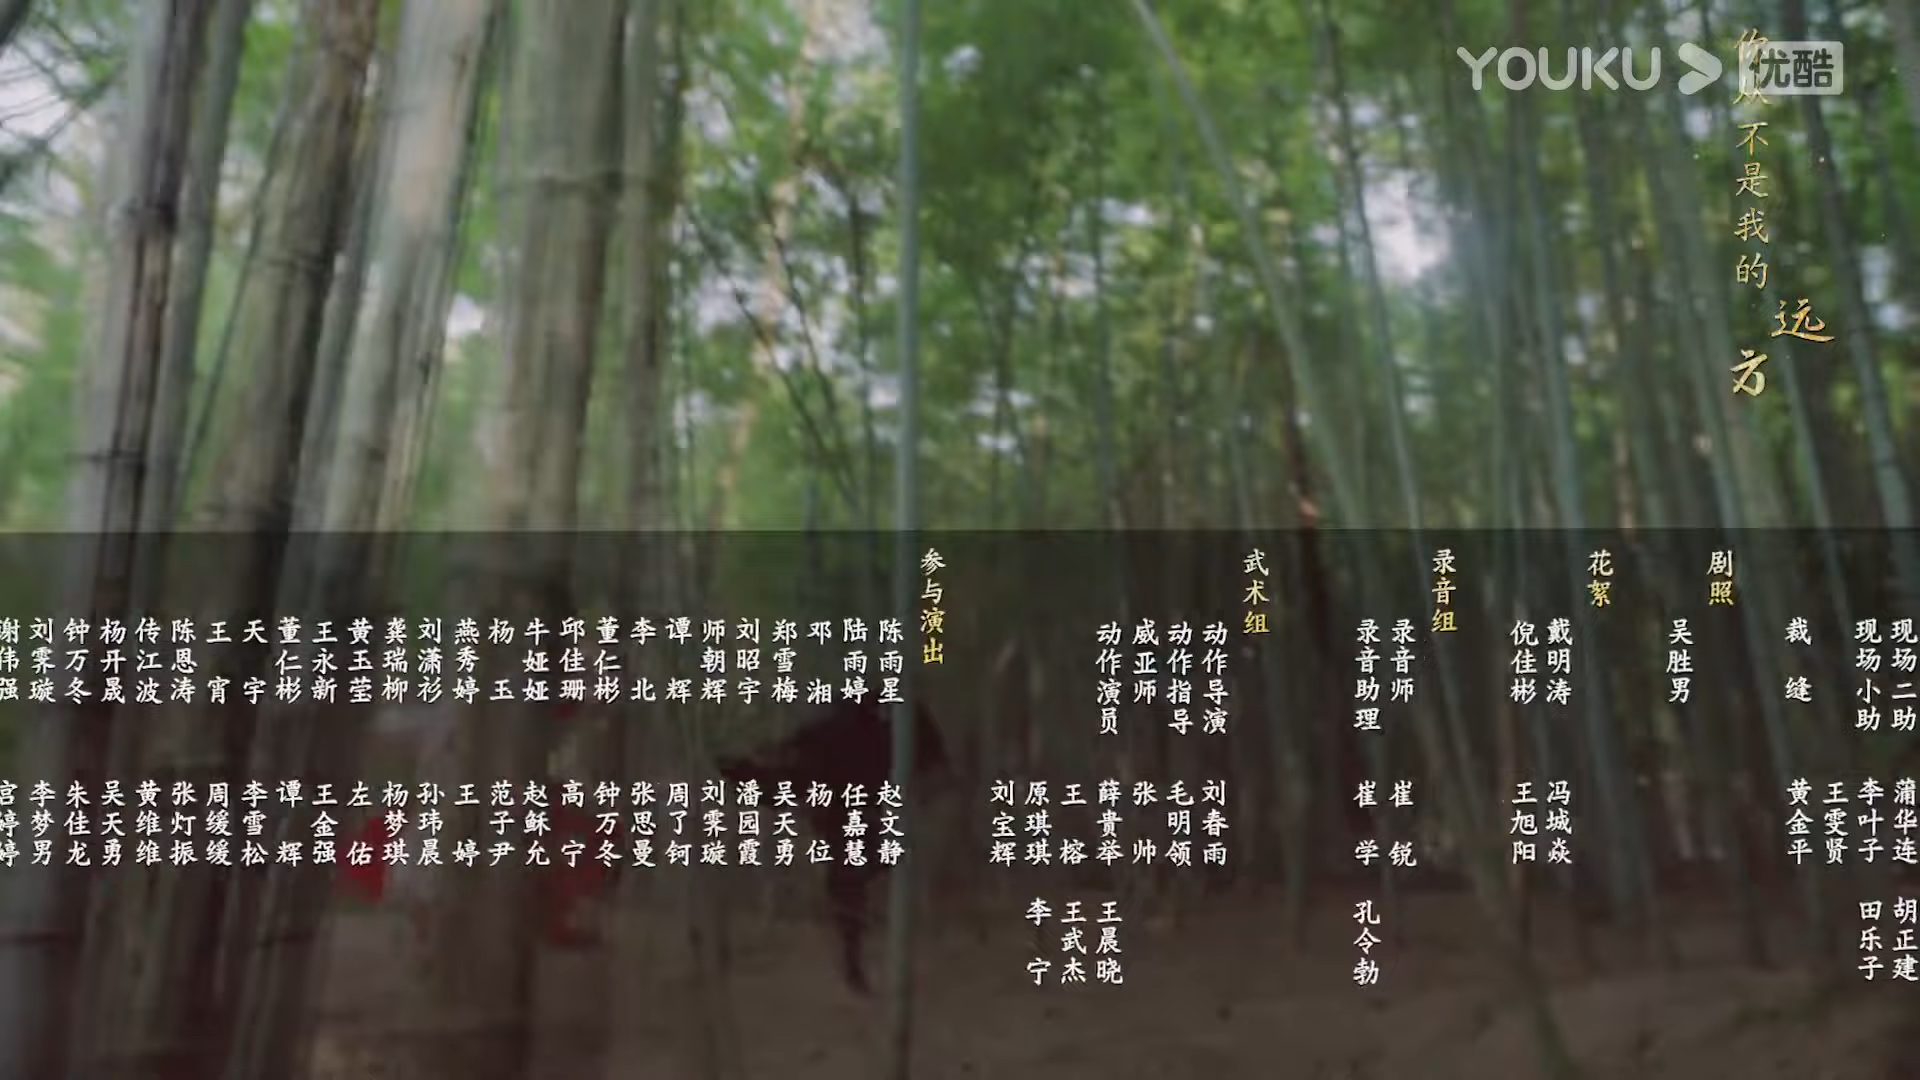 YOUKU 优酷
你从不是我的远方
现场二助 蒲华连 胡正建
现场小助 李叶子 田乐子
王雯贤
裁缝 黄金平
剧照
吴胜男
花絮
戴明涛 冯城焱
倪佳彬 王旭阳
录音组
录音师 崔锐
录音助理 崔学 孔令勃
武术组
动作导演 刘春雨
动作指导 毛明领
威亚师 张帅
动作演员 薛贵举 王晨晓
王榕 王武杰
原琪琪 李宁
刘宝辉
参与演出
陈雨星 赵文静
陆雨婷 任嘉慧
邓湘 杨位
郑雪梅 吴天勇
刘昭宇 潘园霞
师朝辉 刘霁璇
谭辉 周了钶
李北 张思曼
董仁彬 钟万冬
邱佳珊 高宁
牛娅娅 赵稣允
杨玉 范子尹
燕秀婷 王婷
刘潇衫 孙玮晨
龚瑞柳 杨梦琪
黄玉莹 左佑
王永新 王金强
董仁彬 谭辉
天宇 李雪松
王宵 周缓缓
陈恩涛 张灯振
传江波 黄维维
杨开晟 吴天勇
钟万冬 朱佳龙
刘霁璇 李梦男
谢伟强 宫婷婷